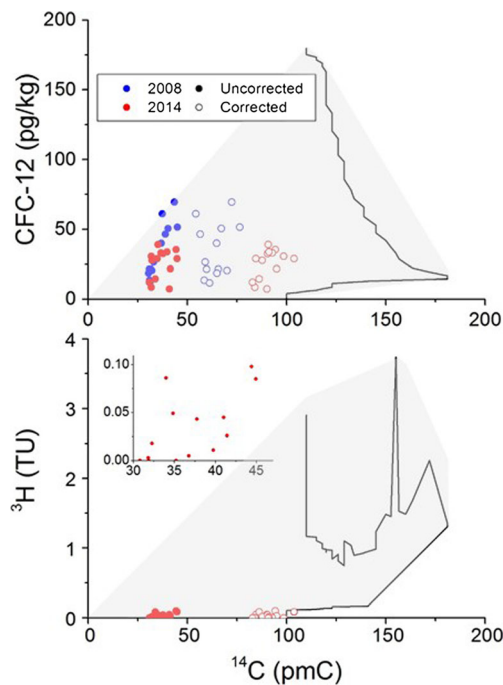 200
150
100
50
0
CFC-12 (pg/kg)
2008 Uncorrected
2014 Corrected
0 50 100 150 200
4
3
2
1
0
³H (TU)
0.10
0.05
0.00
30 35 40 45
0 50 100 150 200
¹⁴C (pmC)